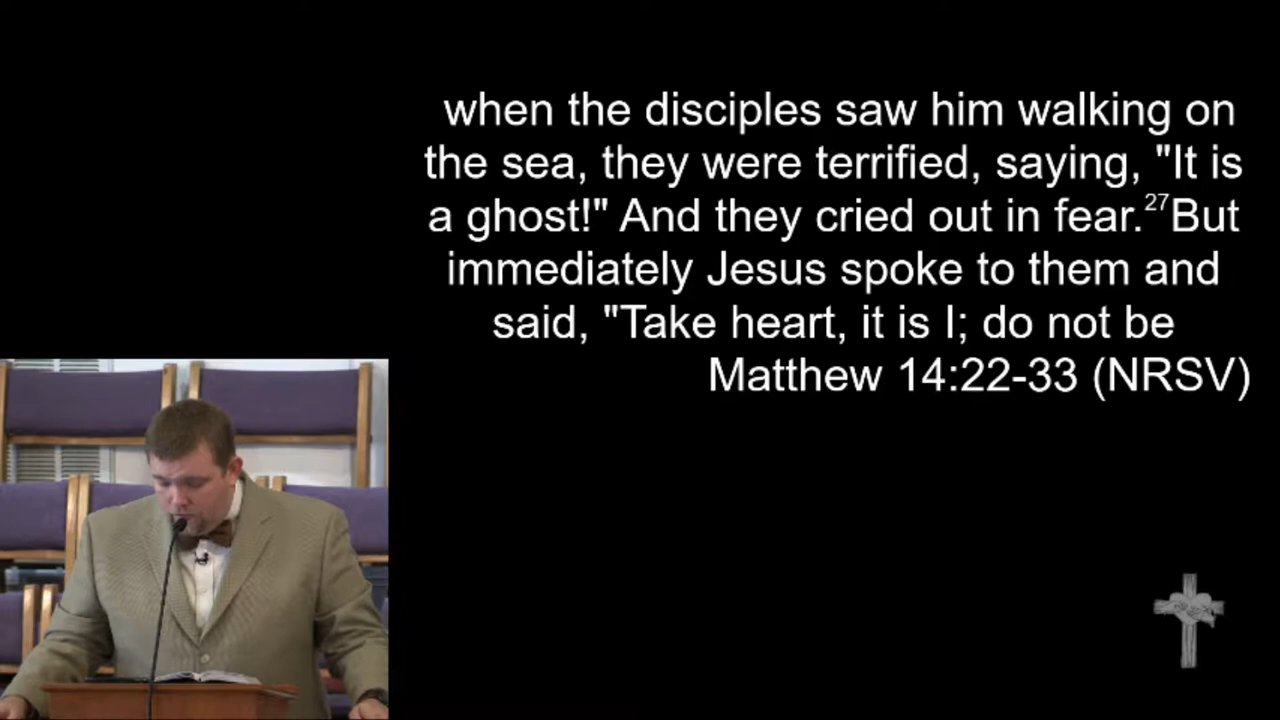 when the disciples saw him walking on
the sea, they were terrified, saying, "It is
a ghost!" And they cried out in fear.²⁷But
immediately Jesus spoke to them and
said, "Take heart, it is I; do not be
Matthew 14:22-33 (NRSV)